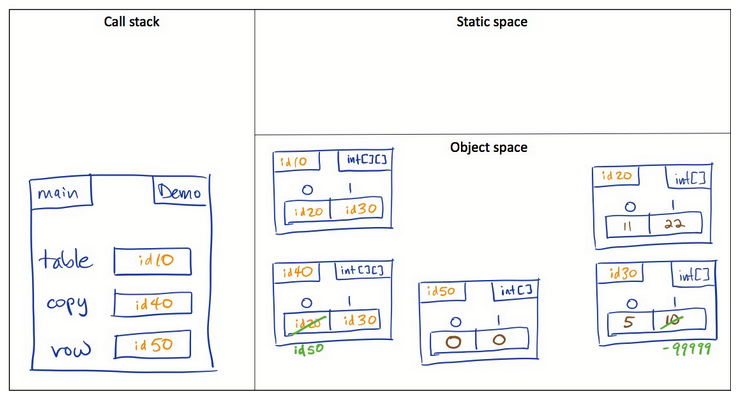 Call stack
Static space
main Demo
table id10
copy id40
row id50
Object space
id10 int[][]
0 1
id20 id30
id20 int[]
0 1
11 22
id40 int[][]
0 1
id20 id30
id50
id50 int[]
0 1
0 0
id30 int[]
0 1
5 10
-99999